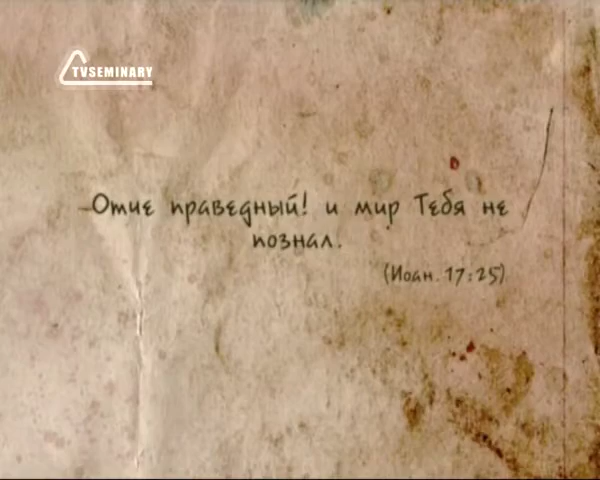 TVSEMINARY
Отче праведный! и мир Тебя не
познал.
(Иоан. 17:25)